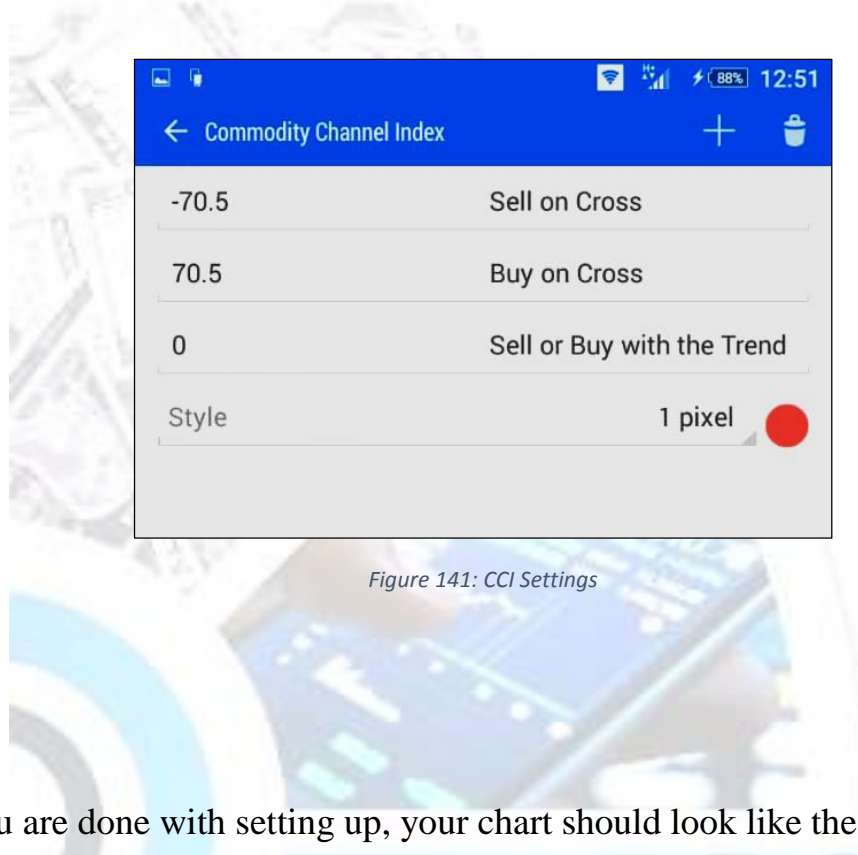 88% 12:51
Commodity Channel Index
-70.5 Sell on Cross
70.5 Buy on Cross
0 Sell or Buy with the Trend
Style 1 pixel
Figure 141: CCI Settings
u are done with setting up, your chart should look like the